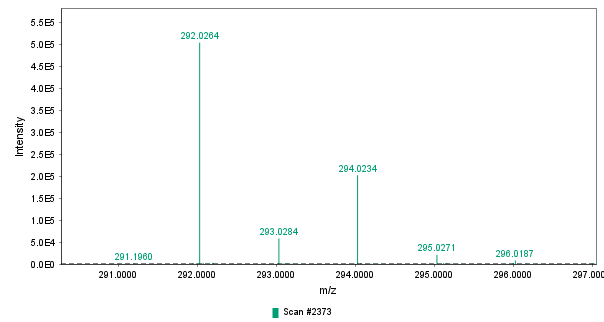 5.5E5
5.0E5
4.5E5
4.0E5
3.5E5
3.0E5
2.5E5
2.0E5
1.5E5
1.0E5
5.0E4
0.0E0
Intensity
292.0264
294.0234
293.0284
295.0271
291.1960
296.0187
291.0000 292.0000 293.0000 294.0000 295.0000 296.0000 297.000
m/z
Scan #2373